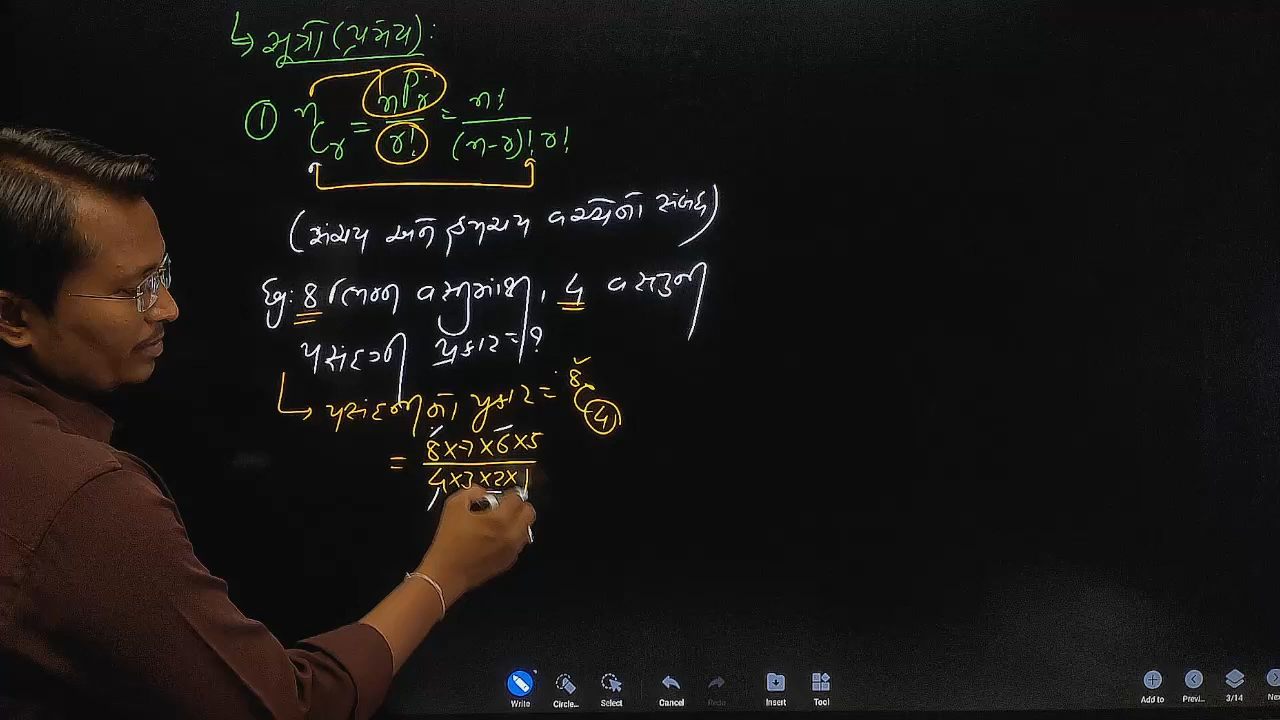 ↳ સૂત્રો (પ્રમેય) :
① ⁿCᵣ = nPr / r! = n! / (n-r)! r!
(સંચય અને ક્રમચય વચ્ચેનો સંબંધ)
છુ: 8 ભિન્ન વસ્તુમાંથી, 4 વસ્તુની
પસંદગી પ્રકાર = ?
↳ પસંદગીના પ્રકાર = ⁸C₄
= 8×7×6×5 / 4×3×2×1
Write Circle... Select Cancel Redo Insert Tool Add to Previ... 3/14 Ne